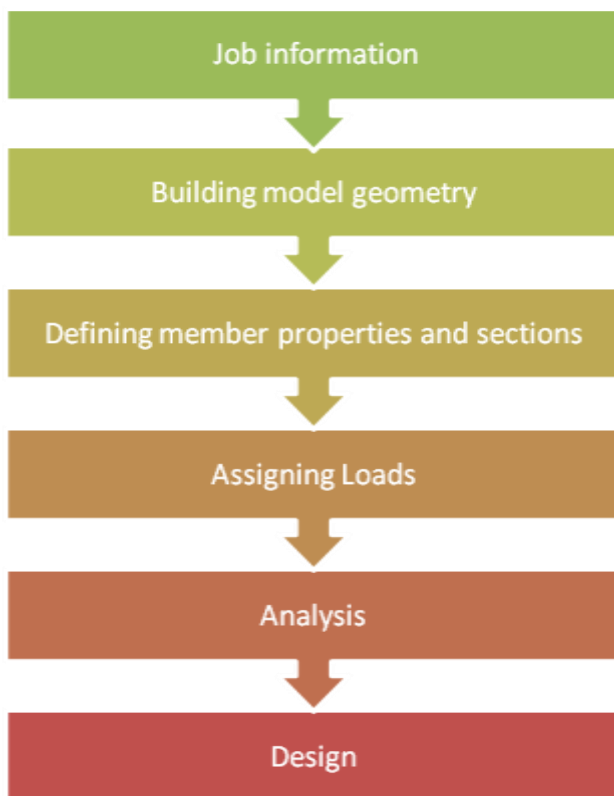 Job information
Building model geometry
Defining member properties and sections
Assigning Loads
Analysis
Design